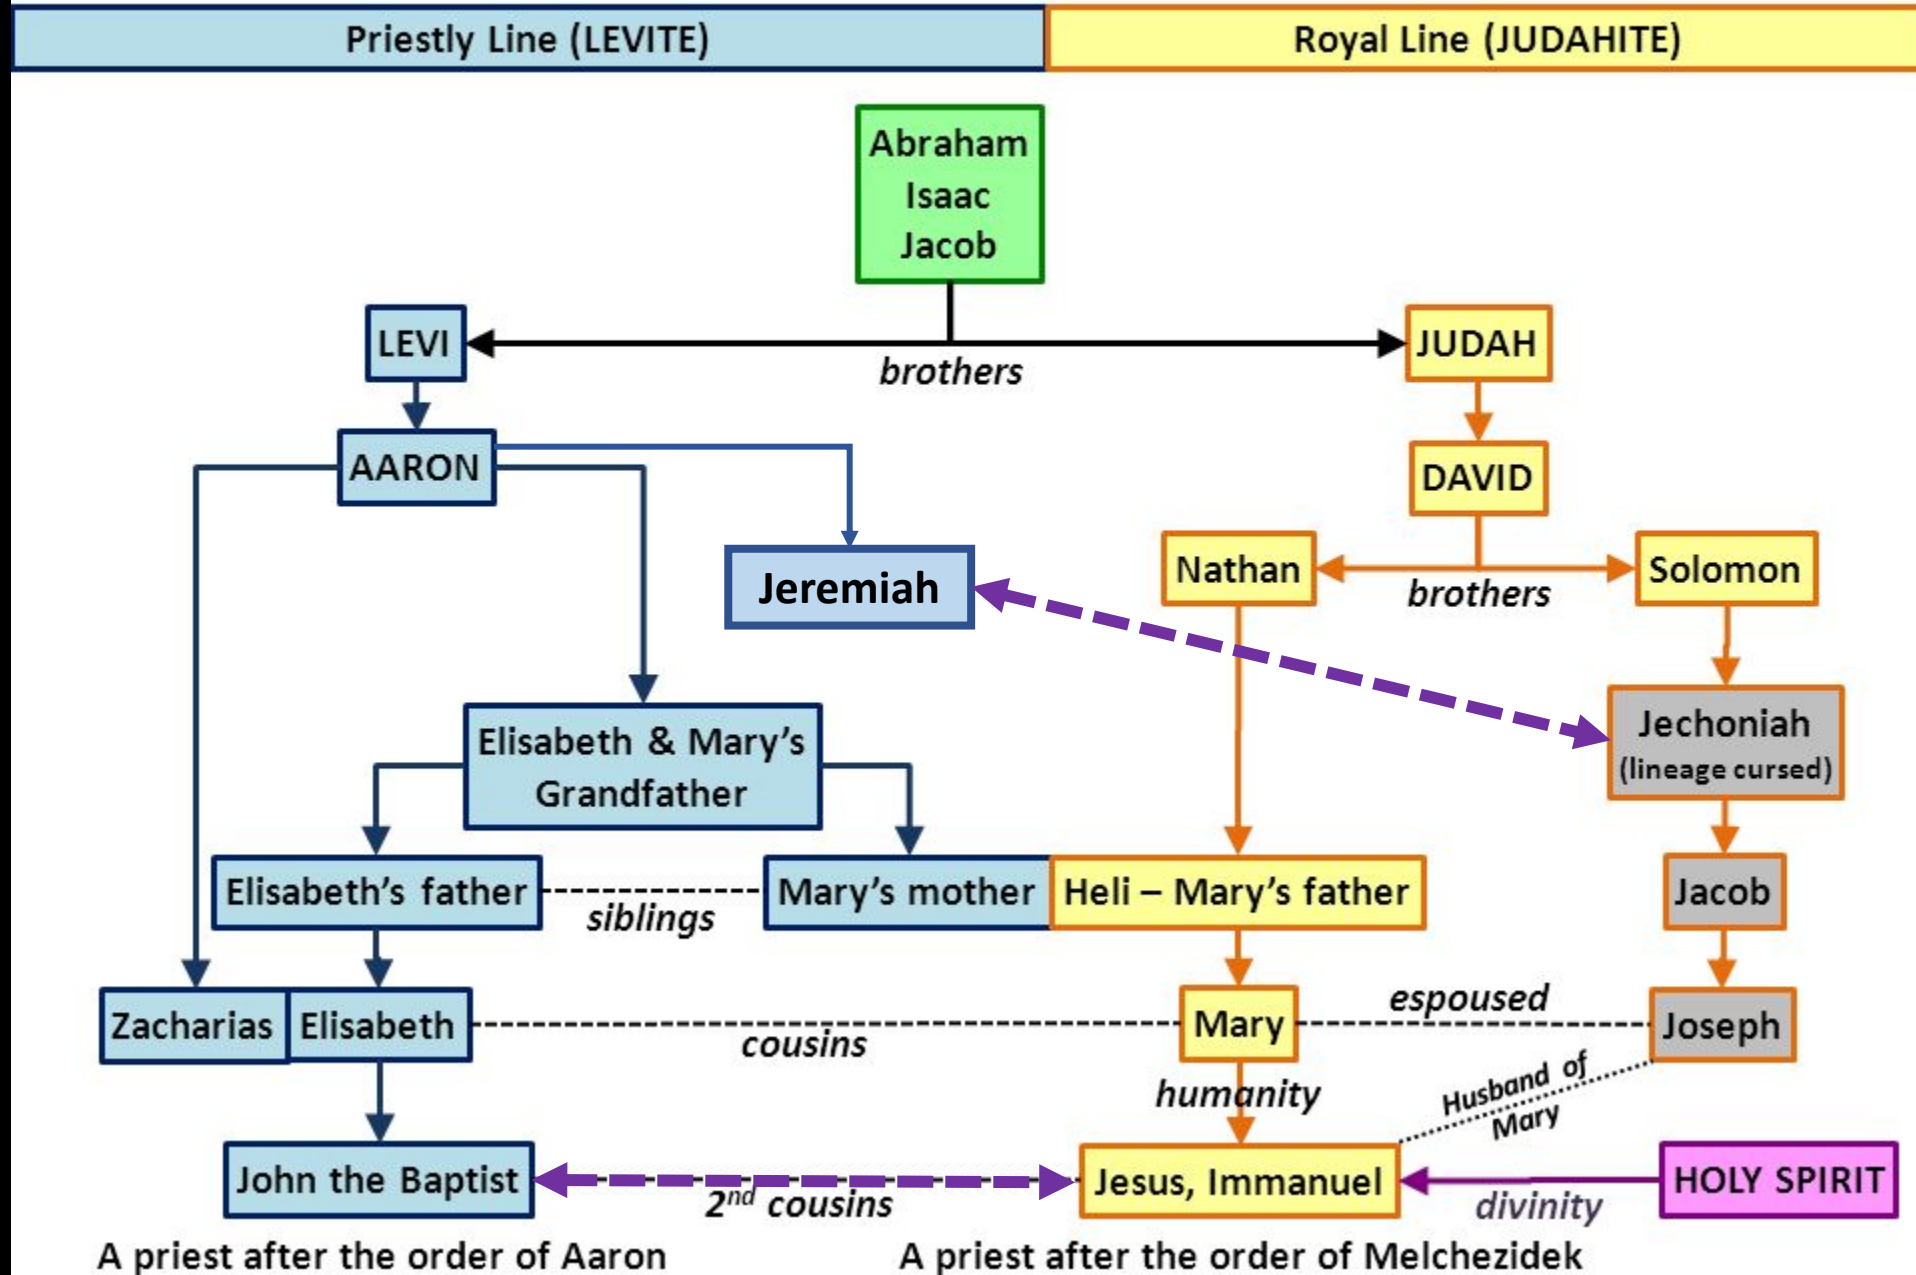 Priestly Line (LEVITE)
Royal Line (JUDAHITE)
Abraham
Isaac
Jacob
LEVI
brothers
JUDAH
AARON
DAVID
Jeremiah
Nathan
brothers
Solomon
Elisabeth & Mary's
Grandfather
Jechoniah
(lineage cursed)
Elisabeth's father
siblings
Mary's mother
Heli – Mary's father
Jacob
Zacharias
Elisabeth
cousins
Mary
espoused
Joseph
humanity
Husband of
Mary
John the Baptist
2nd cousins
Jesus, Immanuel
divinity
HOLY SPIRIT
A priest after the order of Aaron
A priest after the order of Melchezidek